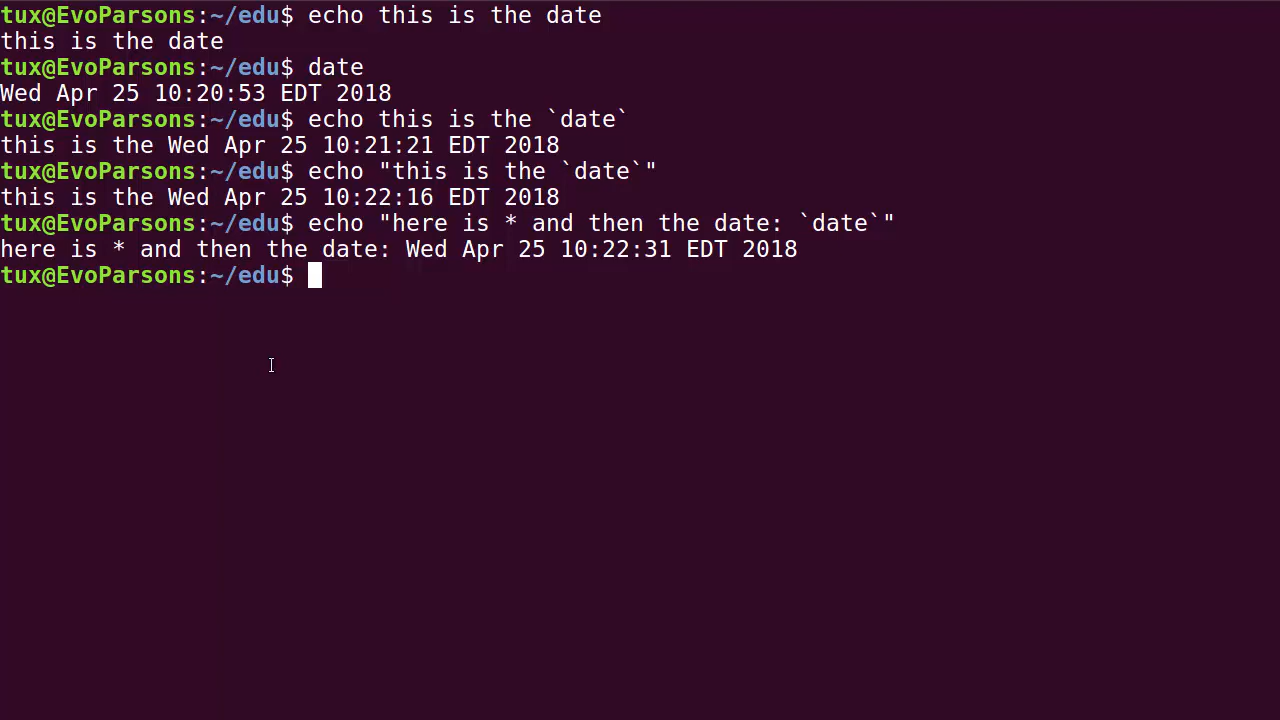 tux@EvoParsons:~/edu$ echo this is the date
this is the date
tux@EvoParsons:~/edu$ date
Wed Apr 25 10:20:53 EDT 2018
tux@EvoParsons:~/edu$ echo this is the `date`
this is the Wed Apr 25 10:21:21 EDT 2018
tux@EvoParsons:~/edu$ echo "this is the `date`"
this is the Wed Apr 25 10:22:16 EDT 2018
tux@EvoParsons:~/edu$ echo "here is * and then the date: `date`"
here is * and then the date: Wed Apr 25 10:22:31 EDT 2018
tux@EvoParsons:~/edu$